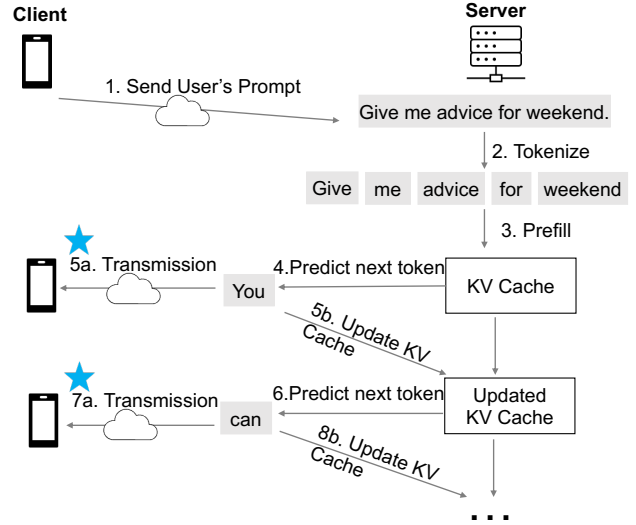 Client
Server
1. Send User's Prompt
Give me advice for weekend.
2. Tokenize
Give me advice for weekend
3. Prefill
5a. Transmission
4.Predict next token
You
KV Cache
5b. Update KV
Cache
7a. Transmission
6.Predict next token
can
Updated
KV Cache
8b. Update KV
Cache
...